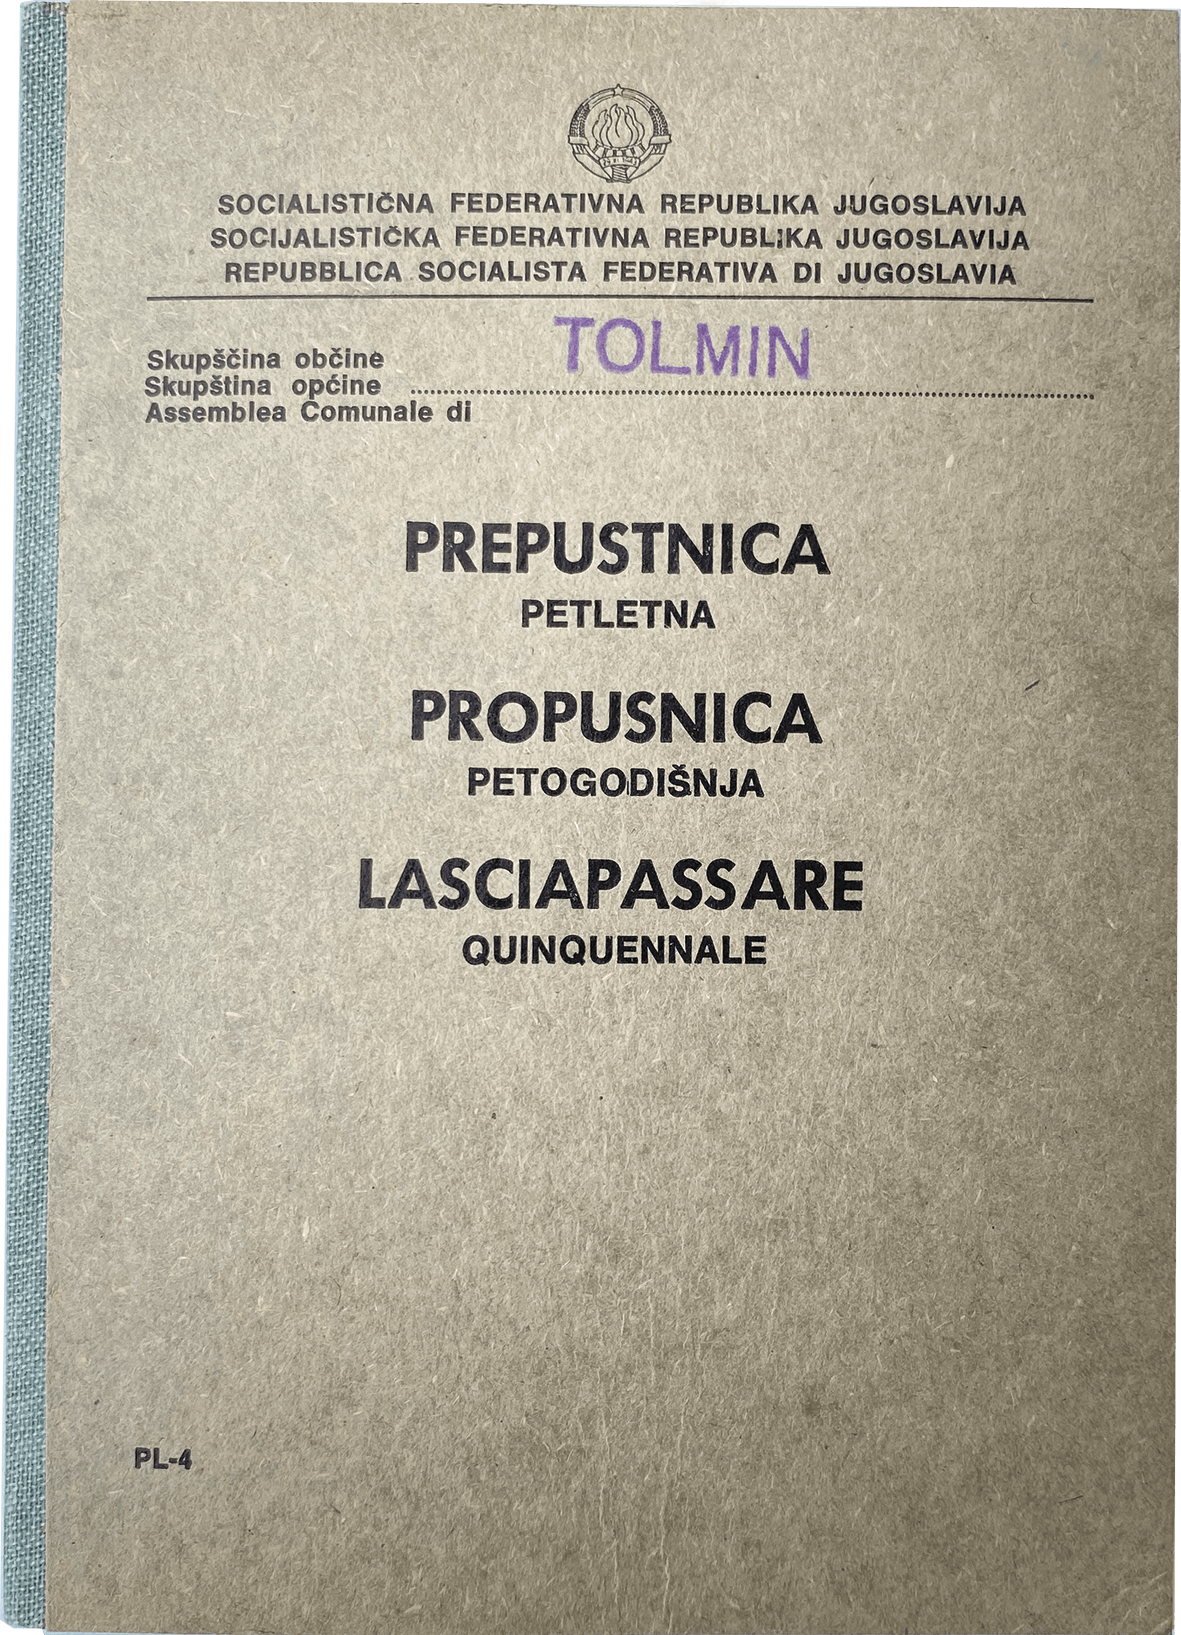 SOCIALISTIČNA FEDERATIVNA REPUBLIKA JUGOSLAVIJA
SOCIJALISTIČKA FEDERATIVNA REPUBLIKA JUGOSLAVIJA
REPUBBLICA SOCIALISTA FEDERATIVA DI JUGOSLAVIA
TOLMIN
Skupščina občine
Skupština općine
Assemblea Comunale di
PREPUSTNICA
PETLETNA
PROPUSNICA
PETOGODIŠNJA
LASCIAPASSARE
QUINQUENNALE
PL-4